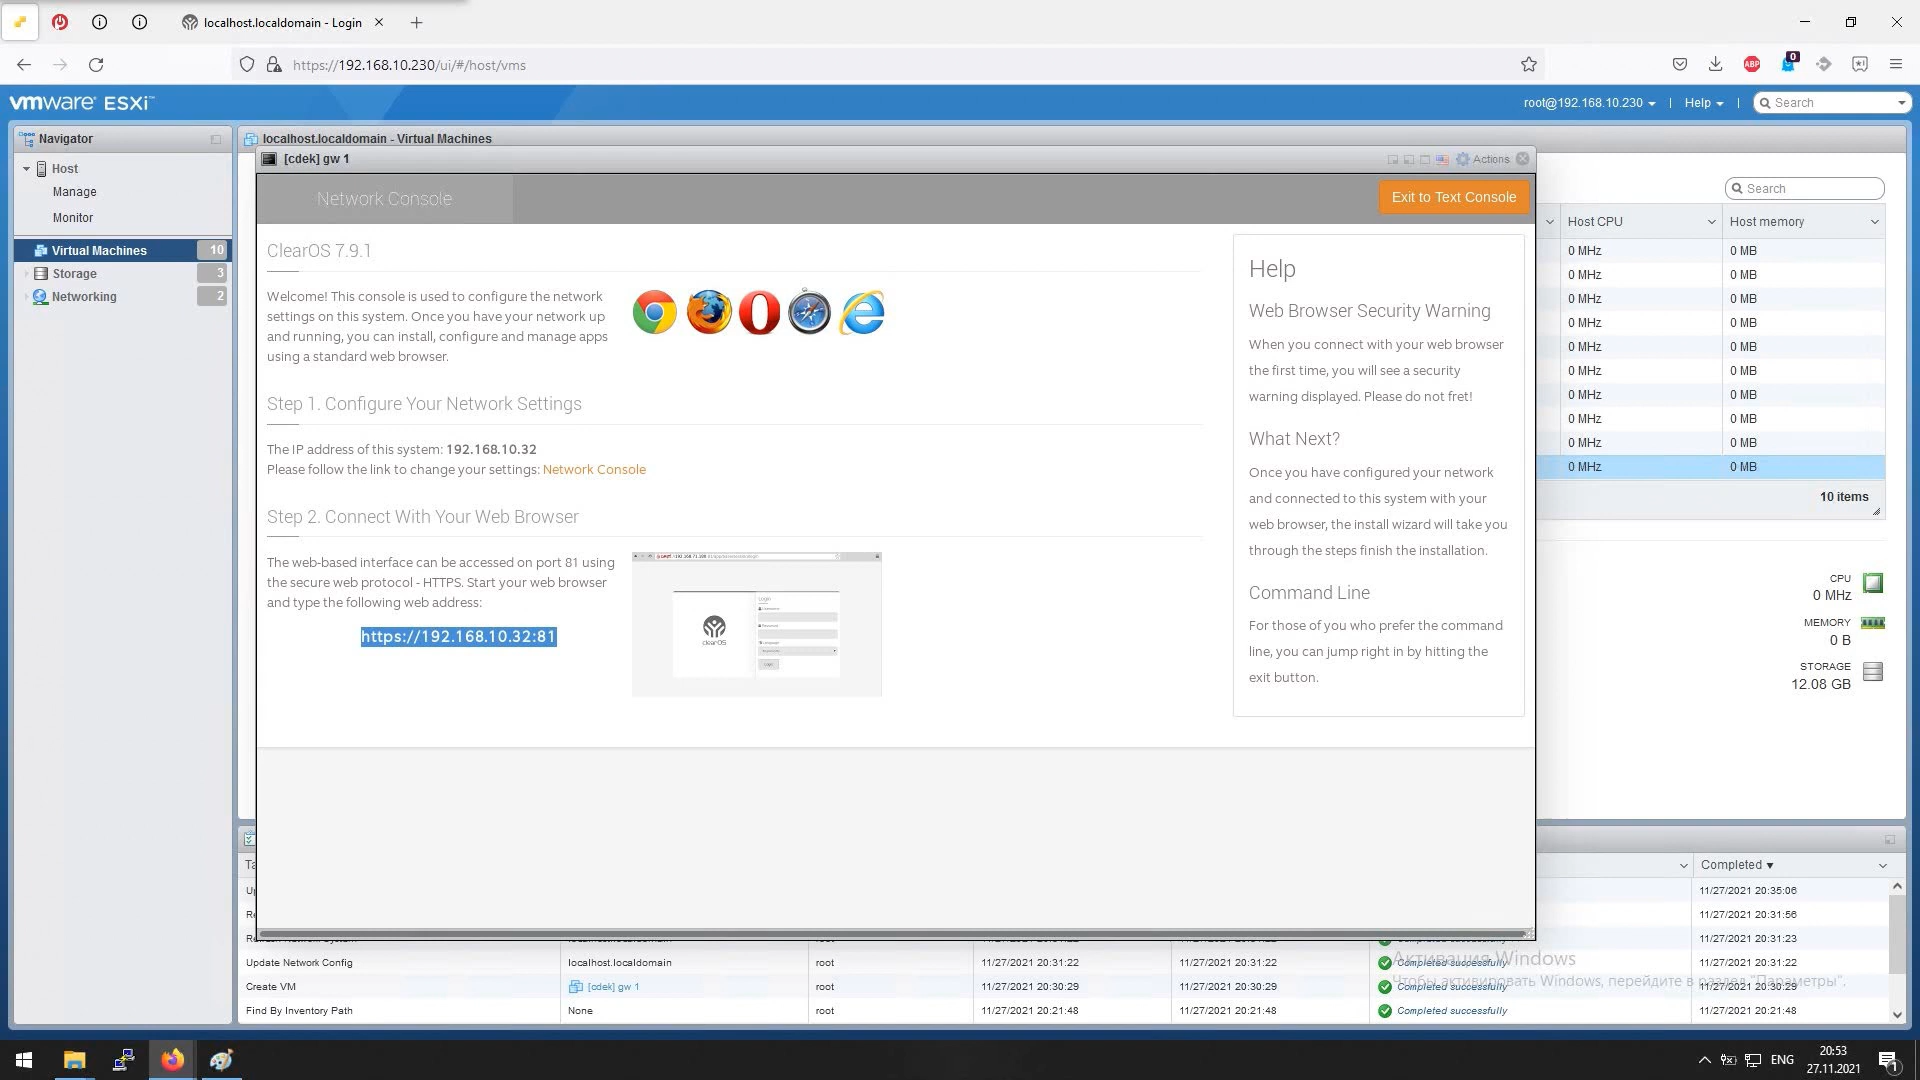 localhost.localdomain - Login
https://192.168.10.230/ui/#/host/vms
ABP
0
vmware ESXi™
root@192.168.10.230
|
Help
|
Search
Navigator
Host
Manage
Monitor
Virtual Machines
10
Storage
3
Networking
2
localhost.localdomain - Virtual Machines
[cdek] gw 1
Actions
Network Console
Exit to Text Console
ClearOS 7.9.1
Welcome! This console is used to configure the network
settings on this system. Once you have your network up
and running, you can install, configure and manage apps
using a standard web browser.
Step 1. Configure Your Network Settings
The IP address of this system: 192.168.10.32
Please follow the link to change your settings: Network Console
Step 2. Connect With Your Web Browser
The web-based interface can be accessed on port 81 using
the secure web protocol - HTTPS. Start your web browser
and type the following web address:
https://192.168.10.32:81
Login
clearOS
Login
Help
Web Browser Security Warning
When you connect with your web browser
the first time, you will see a security
warning displayed. Please do not fret!
What Next?
Once you have configured your network
and connected to this system with your
web browser, the install wizard will take you
through the steps finish the installation.
Command Line
For those of you who prefer the command
line, you can jump right in by hitting the
exit button.
Search
Host CPU
Host memory
0 MHz
0 MB
0 MHz
0 MB
0 MHz
0 MB
0 MHz
0 MB
0 MHz
0 MB
0 MHz
0 MB
0 MHz
0 MB
0 MHz
0 MB
0 MHz
0 MB
0 MHz
0 MB
10 items
CPU
0 MHz
MEMORY
0 B
STORAGE
12.08 GB
Completed ▼
11/27/2021 20:35:06
11/27/2021 20:31:56
11/27/2021 20:31:23
Update Network Config
localhost.localdomain
root
11/27/2021 20:31:22
11/27/2021 20:31:22
Completed successfully
11/27/2021 20:31:22
Create VM
[cdek] gw 1
root
11/27/2021 20:30:29
11/27/2021 20:30:29
Completed successfully
11/27/2021 20:30:29
Find By Inventory Path
None
root
11/27/2021 20:21:48
11/27/2021 20:21:48
Completed successfully
11/27/2021 20:21:48
Активация Windows
Чтобы активировать Windows, перейдите в раздел "Параметры".
ENG
20:53
27.11.2021
1